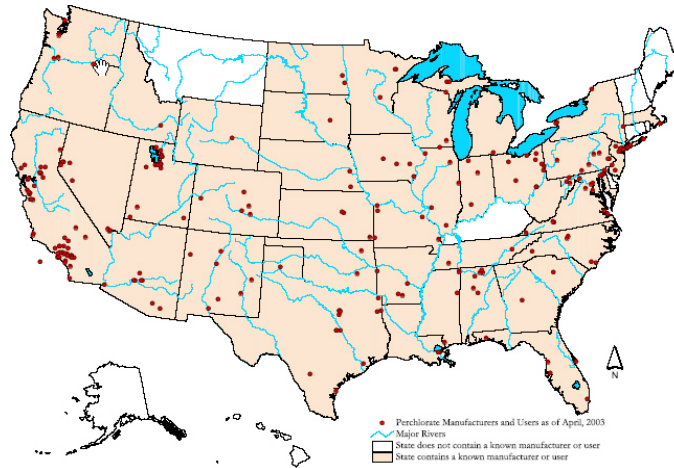 N
Perchlorate Manufacturers and Users as of April, 2003
Major Rivers
State does not contain a known manufacturer or user
State contains a known manufacturer or user